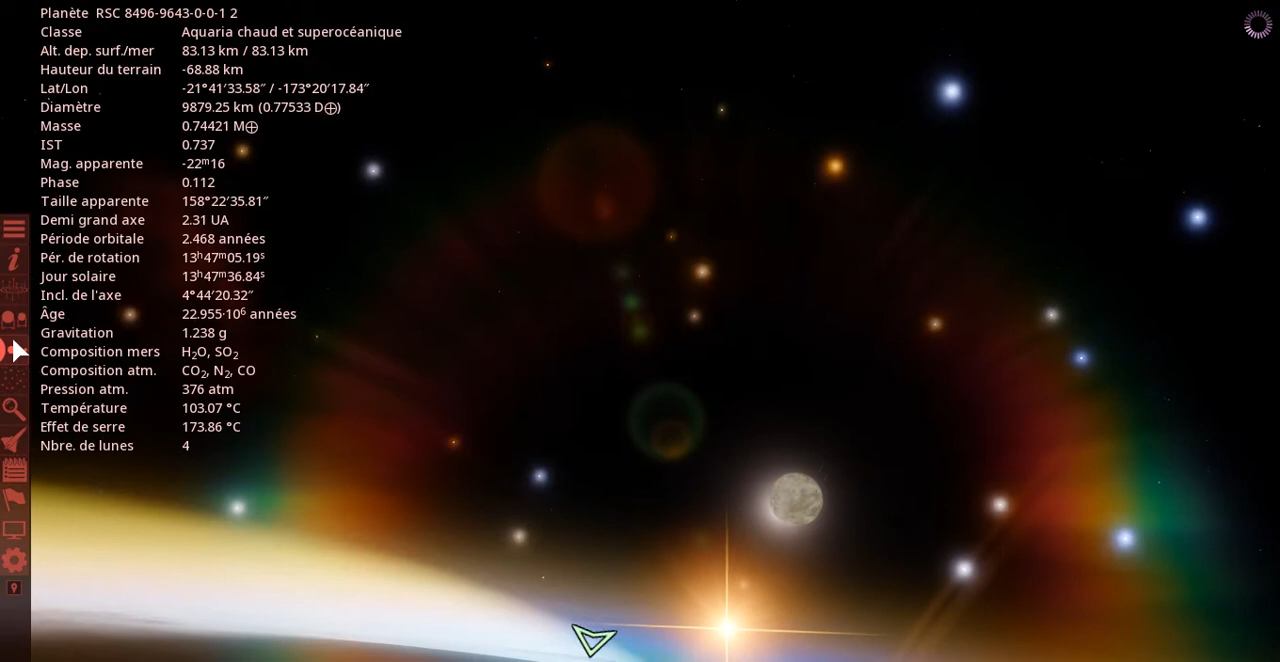 Planète RSC 8496-9643-0-0-1 2
Classe Aquaria chaud et superocéanique
Alt. dep. surf./mer 83.13 km / 83.13 km
Hauteur du terrain -68.88 km
Lat/Lon -21°41′33.58″ / -173°20′17.84″
Diamètre 9879.25 km (0.77533 D⊕)
Masse 0.74421 M⊕
IST 0.737
Mag. apparente -22ᵐ16
Phase 0.112
Taille apparente 158°22′35.81″
Demi grand axe 2.31 UA
Période orbitale 2.468 années
Pér. de rotation 13ʰ47ᵐ05.19ˢ
Jour solaire 13ʰ47ᵐ36.84ˢ
Incl. de l'axe 4°44′20.32″
Âge 22.955·10⁶ années
Gravitation 1.238 g
Composition mers H₂O, SO₂
Composition atm. CO₂, N₂, CO
Pression atm. 376 atm
Température 103.07 °C
Effet de serre 173.86 °C
Nbre. de lunes 4